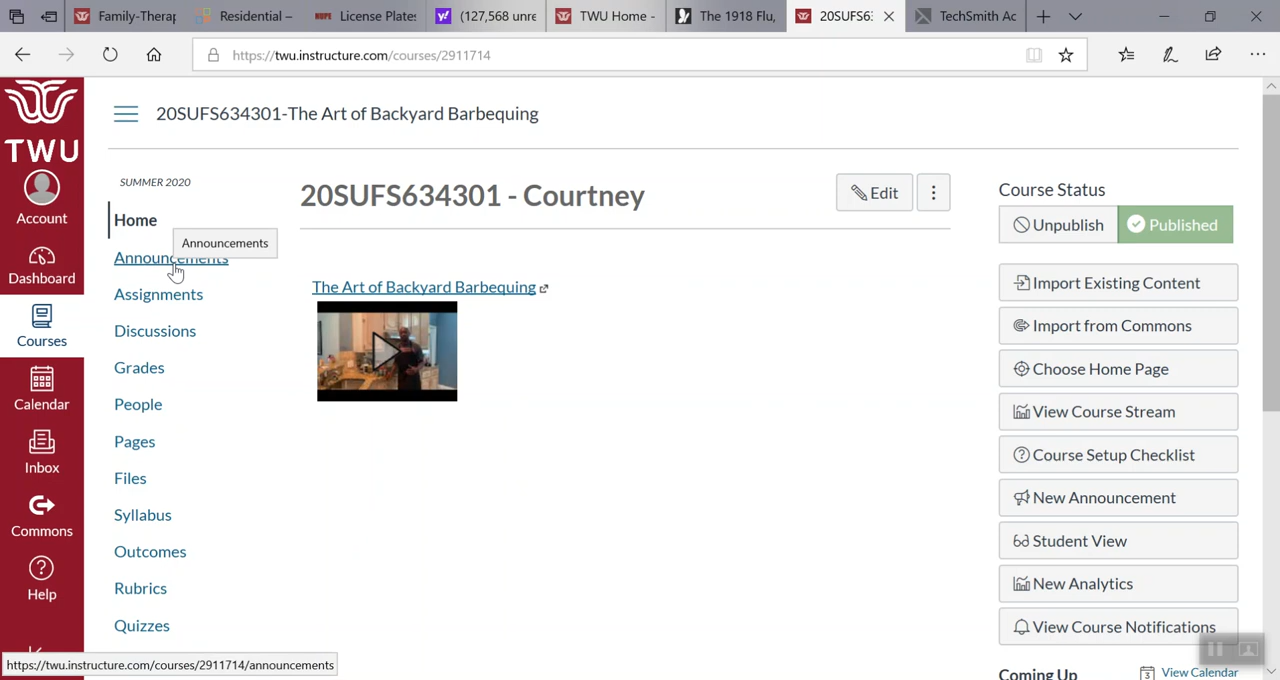 Family-Therap
Residential –
HOPE License Plates
(127,568 unre
TWU Home -
The 1918 Flu,
20SUFS63
TechSmith Ac
https://twu.instructure.com/courses/2911714
TWU
Account
Dashboard
Courses
Calendar
Inbox
Commons
Help
20SUFS634301-The Art of Backyard Barbequing
SUMMER 2020
Home
Announcements
Announcements
Assignments
Discussions
Grades
People
Pages
Files
Syllabus
Outcomes
Rubrics
Quizzes
20SUFS634301 - Courtney
Edit
The Art of Backyard Barbequing
Course Status
Unpublish
Published
Import Existing Content
Import from Commons
Choose Home Page
View Course Stream
Course Setup Checklist
New Announcement
Student View
New Analytics
View Course Notifications
Coming Up
3 View Calendar
https://twu.instructure.com/courses/2911714/announcements